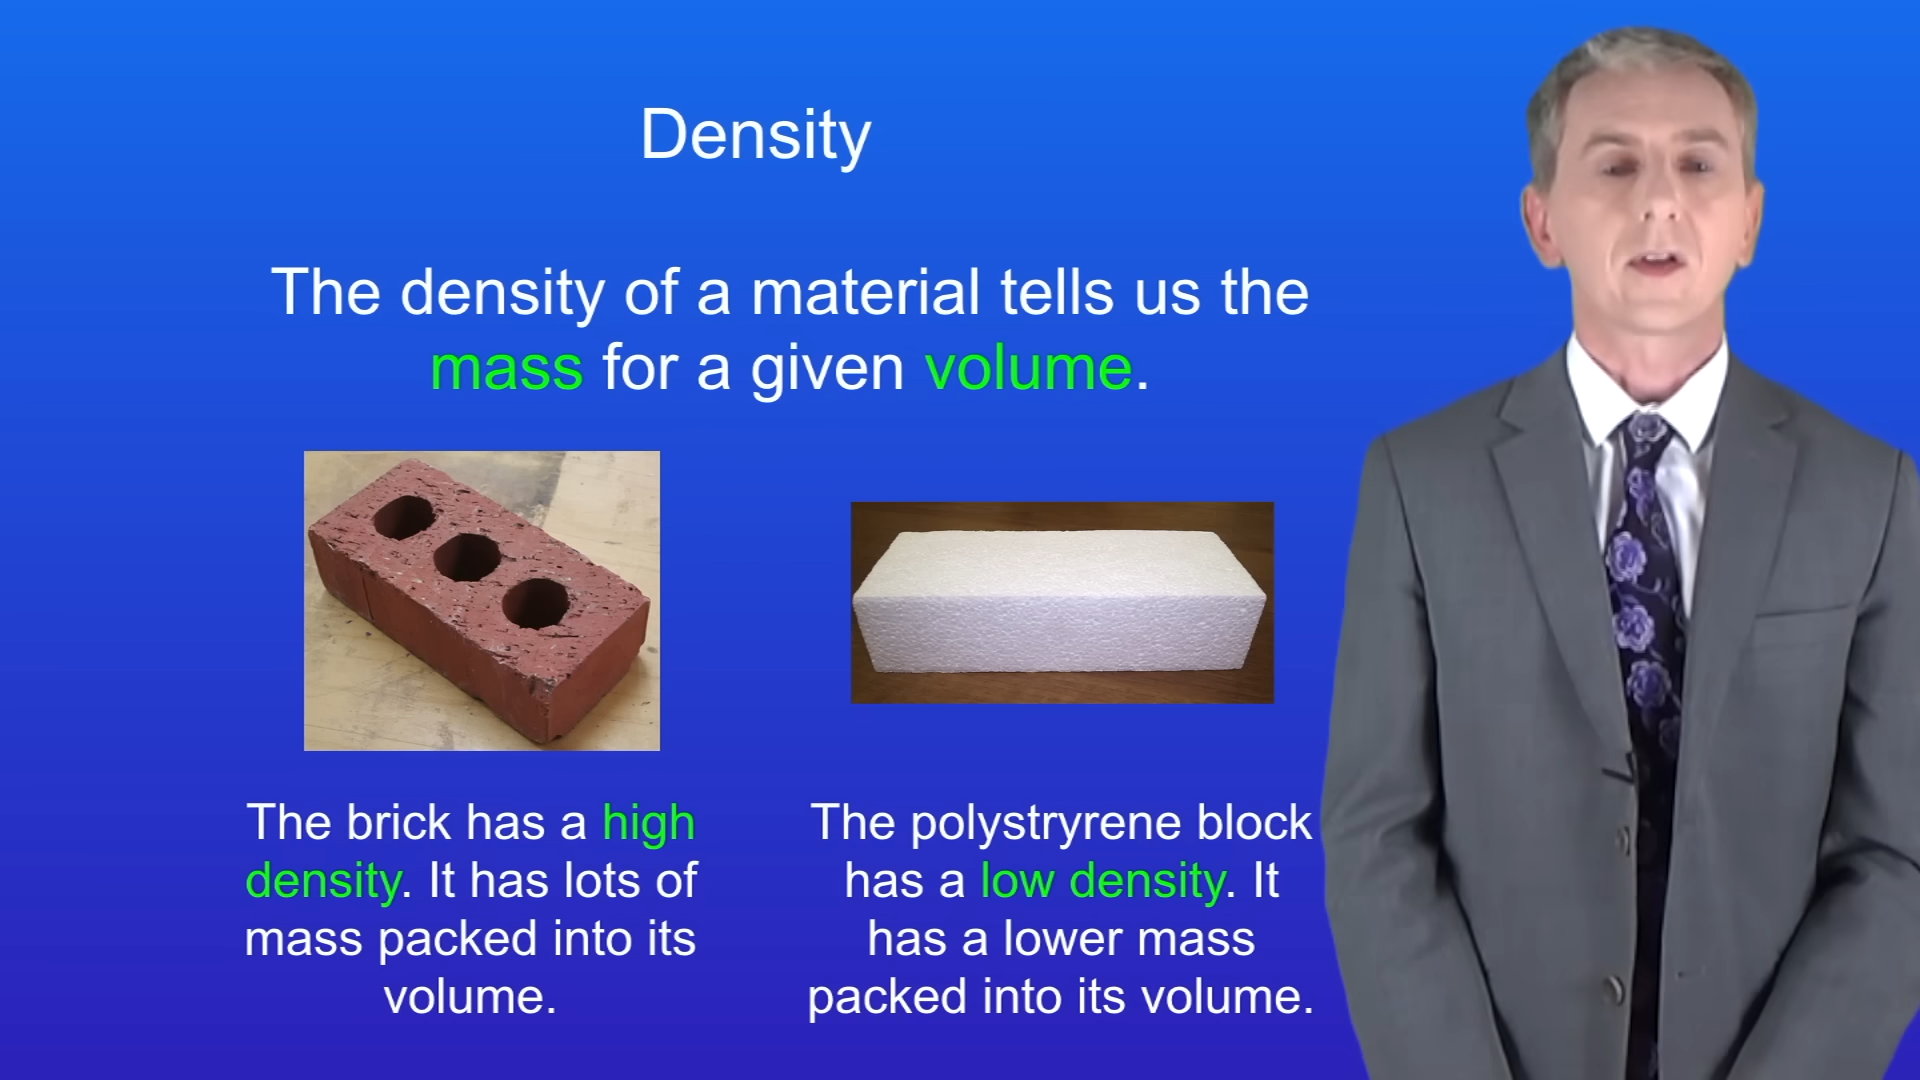 Density
The density of a material tells us the
mass for a given volume.
The brick has a high
density. It has lots of
mass packed into its
volume.
The polystryrene block
has a low density. It
has a lower mass
packed into its volume.